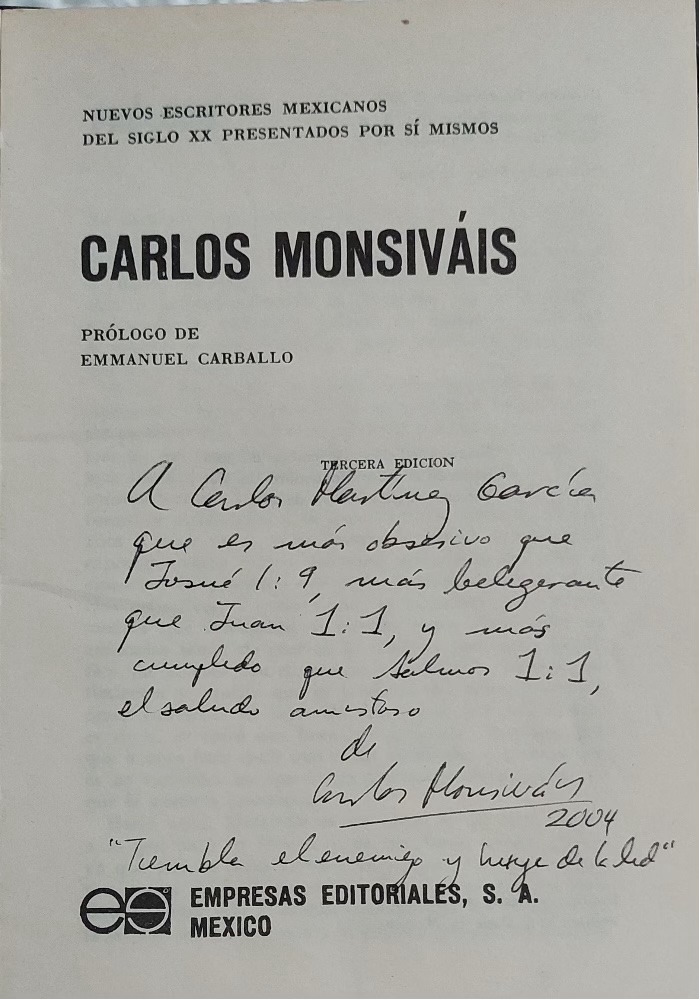 NUEVOS ESCRITORES MEXICANOS
DEL SIGLO XX PRESENTADOS POR SÍ MISMOS
CARLOS MONSIVÁIS
PRÓLOGO DE
EMMANUEL CARBALLO
TERCERA EDICION
A Carlos Martínez García
que es más obsesivo que
Josué 1:9, más beligerante
que Juan 1:1, y más
cumplido que Salmos 1:1,
el saludo amistoso
de
Carlos Monsiváis
2004
"Tiembla el enemigo y huye de la lid"
EMPRESAS EDITORIALES, S. A.
MEXICO